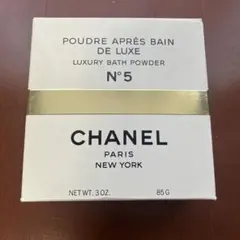 POUDRE APRÈS BAIN
DE LUXE
LUXURY BATH POWDER
N°5
CHANEL
PARIS
NEW YORK
NET WT. 3 OZ. 85 G